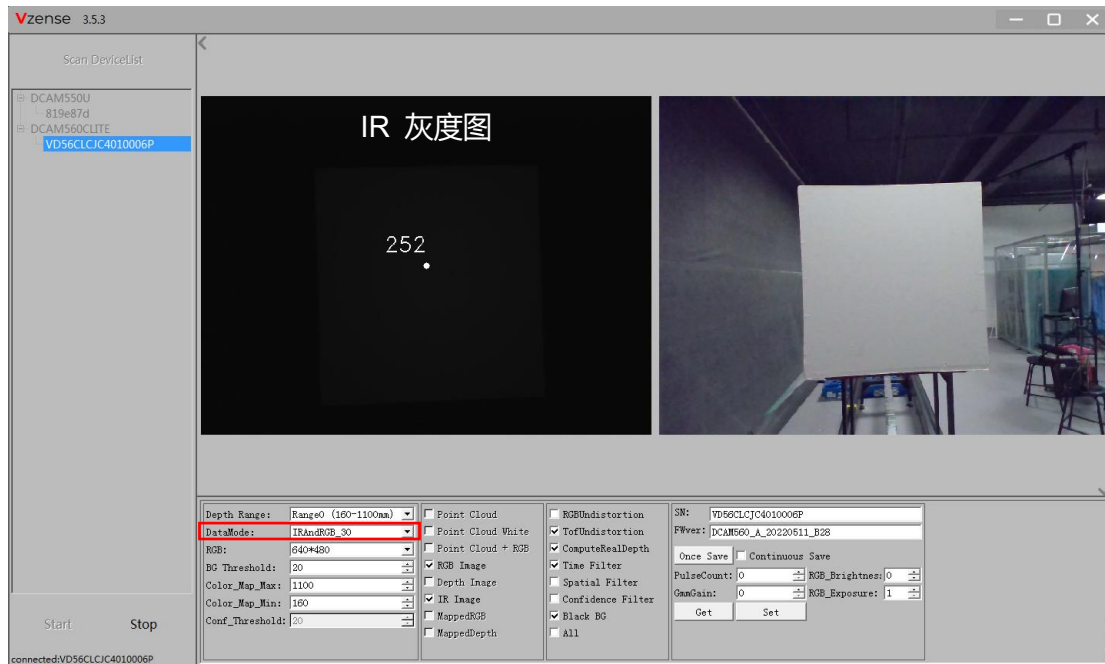 Vzense 3.5.3
Scan DeviceList
DCAM550U
819e87d
DCAM560CLITE
VD56CLCJC4010006P
IR 灰度图
252
Depth Range: Range0 (160-1100mm)
DataMode: IRAndRGB_30
RGB: 640*480
BG Threshold: 20
Color_Map_Max: 1100
Color_Map_Min: 160
Conf_Threshold: 20
Point Cloud
Point Cloud White
Point Cloud + RGB
RGB Image
Depth Image
IR Image
MappedRGB
MappedDepth
RGBUndistortion
TofUndistortion
ComputeRealDepth
Time Filter
Spatial Filter
Confidence Filter
Black BG
All
SN: VD56CLCJC4010006P
FWver: DCAM560_A_20220511_B28
Once Save Continuous Save
PulseCount: 0 RGB_Brightnes: 0
GmmGain: 0 RGB_Exposure: 1
Get Set
Start Stop
connected:VD56CLCJC4010006P